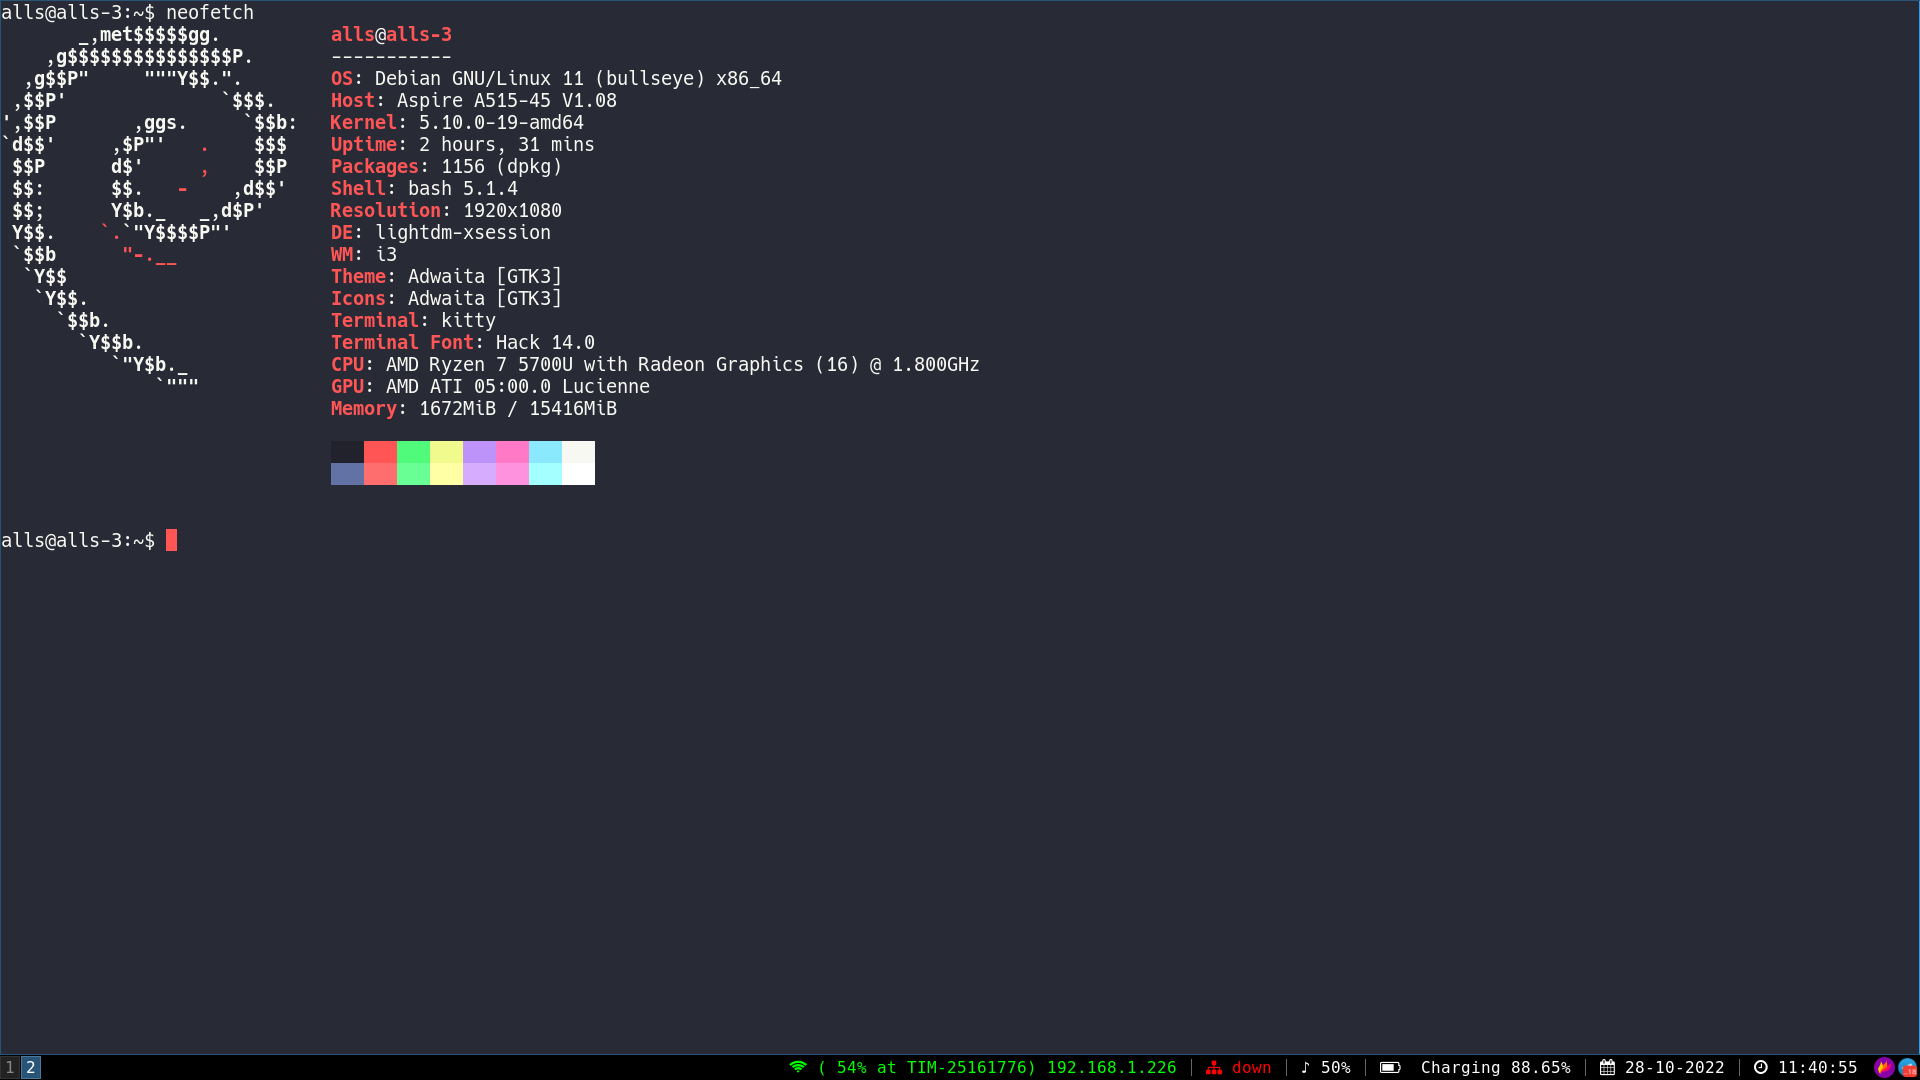 alls@alls-3:~$ neofetch
       _,met$$$$$gg.          alls@alls-3
    ,g$$$$$$$$$$$$$$$P.       -----------
  ,g$$P"     """Y$$.".        OS: Debian GNU/Linux 11 (bullseye) x86_64
 ,$$P'              `$$$.     Host: Aspire A515-45 V1.08
',$$P       ,ggs.     `$$b:   Kernel: 5.10.0-19-amd64
`d$$'     ,$P"'   .    $$$    Uptime: 2 hours, 31 mins
 $$P      d$'     ,    $$P    Packages: 1156 (dpkg)
 $$:      $$.   -    ,d$$'    Shell: bash 5.1.4
 $$;      Y$b._   _,d$P'      Resolution: 1920x1080
 Y$$.    `.`"Y$$$$P"'         DE: lightdm-xsession
 `$$b      "-.__              WM: i3
  `Y$$                        Theme: Adwaita [GTK3]
   `Y$$.                      Icons: Adwaita [GTK3]
     `$$b.                    Terminal: kitty
       `Y$$b.                 Terminal Font: Hack 14.0
          `"Y$b._             CPU: AMD Ryzen 7 5700U with Radeon Graphics (16) @ 1.800GHz
              `"""            GPU: AMD ATI 05:00.0 Lucienne
                              Memory: 1672MiB / 15416MiB
alls@alls-3:~$
1 2 ( 54% at TIM-25161776) 192.168.1.226 | down | ♪ 50% | Charging 88.65% | 28-10-2022 | 11:40:55